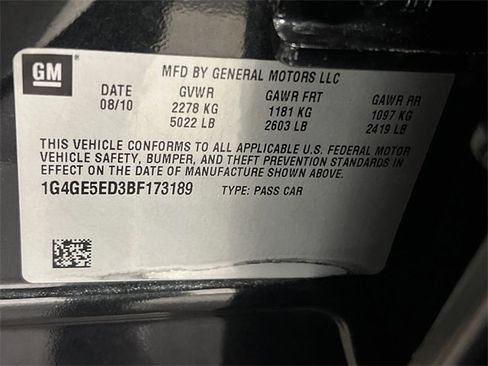 GM
MFD BY GENERAL MOTORS LLC
DATE GVWR GAWR FRT GAWR RR
08/10 2278 KG 1181 KG 1097 KG
5022 LB 2603 LB 2419 LB
THIS VEHICLE CONFORMS TO ALL APPLICABLE U.S. FEDERAL MOTOR
VEHICLE SAFETY, BUMPER, AND THEFT PREVENTION STANDARDS IN
EFFECT ON THE DATE OF MANUFACTURE SHOWN ABOVE.
1G4GE5ED3BF173189 TYPE: PASS CAR